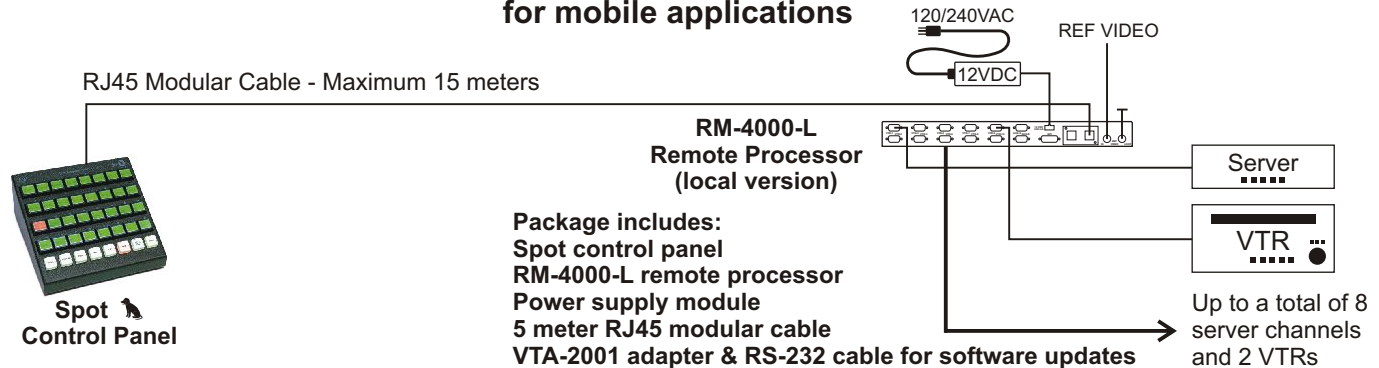 for mobile applications
120/240VAC
REF VIDEO
12VDC
RJ45 Modular Cable - Maximum 15 meters
RM-4000-L
Remote Processor
(local version)
Server
Package includes:
Spot control panel
RM-4000-L remote processor
Power supply module
5 meter RJ45 modular cable
VTA-2001 adapter & RS-232 cable for software updates
VTR
Spot
Control Panel
Up to a total of 8
server channels
and 2 VTRs